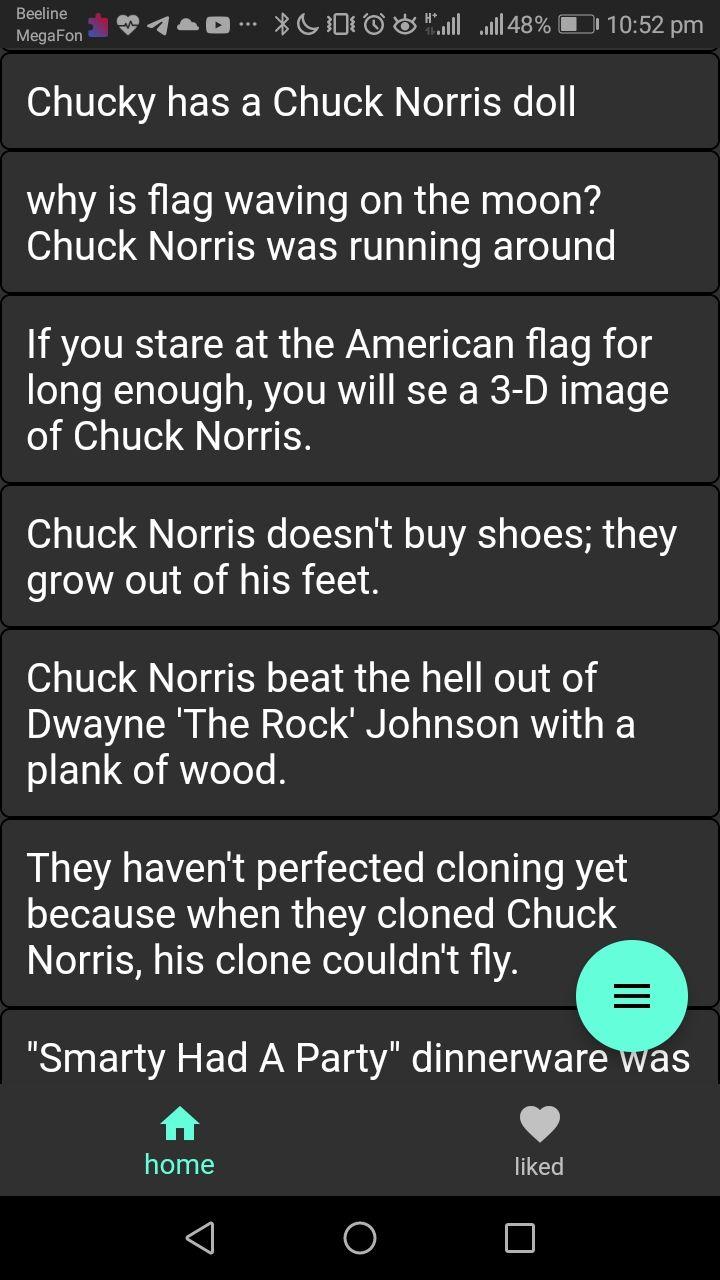 Beeline
MegaFon
48% 10:52 pm
Chucky has a Chuck Norris doll
why is flag waving on the moon?
Chuck Norris was running around
If you stare at the American flag for
long enough, you will se a 3-D image
of Chuck Norris.
Chuck Norris doesn't buy shoes; they
grow out of his feet.
Chuck Norris beat the hell out of
Dwayne 'The Rock' Johnson with a
plank of wood.
They haven't perfected cloning yet
because when they cloned Chuck
Norris, his clone couldn't fly.
"Smarty Had A Party" dinnerware was
home
liked